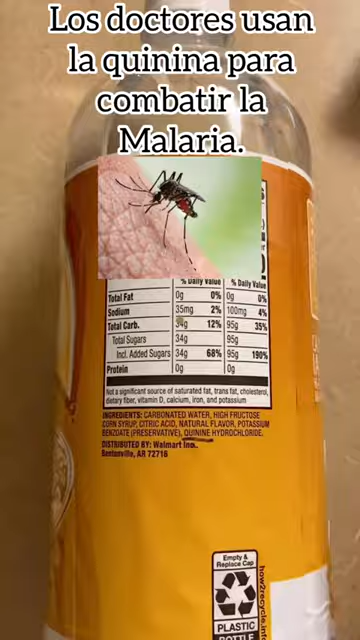 Los doctores usan
la quinina para
combatir la
Malaria.
% Daily Value % Daily Value
Total Fat 0g 0% 0g 0%
Sodium 35mg 2% 100mg 4%
Total Carb. 34g 12% 95g 35%
Total Sugars 34g 95g
Incl. Added Sugars 34g 68% 95g 190%
Protein 0g 0g
Not a significant source of saturated fat, trans fat, cholesterol,
dietary fiber, vitamin D, calcium, iron, and potassium
INGREDIENTS: CARBONATED WATER, HIGH FRUCTOSE
CORN SYRUP, CITRIC ACID, NATURAL FLAVOR, POTASSIUM
BENZOATE (PRESERVATIVE), QUININE HYDROCHLORIDE.
DISTRIBUTED BY: Walmart Inc.
Bentonville, AR 72716
Empty &
Replace Cap
PLASTIC
BOTTLE
how2recycle.info